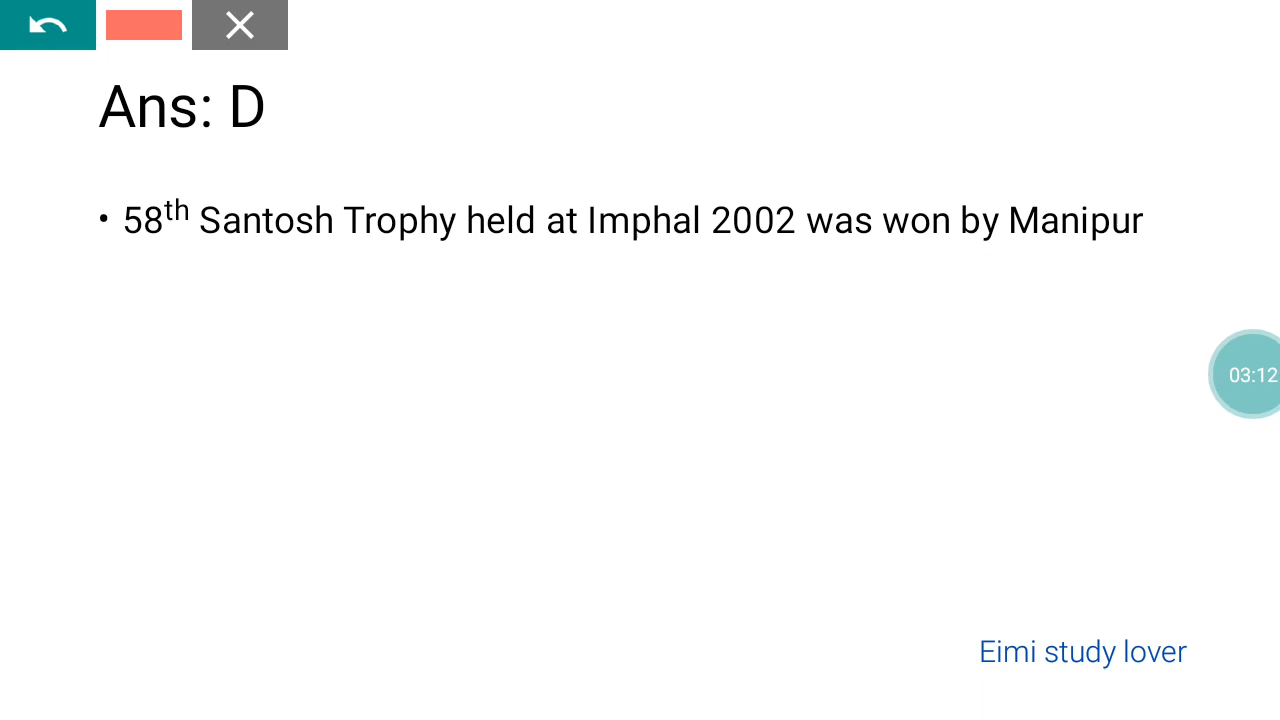 Ans: D
• 58th Santosh Trophy held at Imphal 2002 was won by Manipur
03:12
Eimi study lover